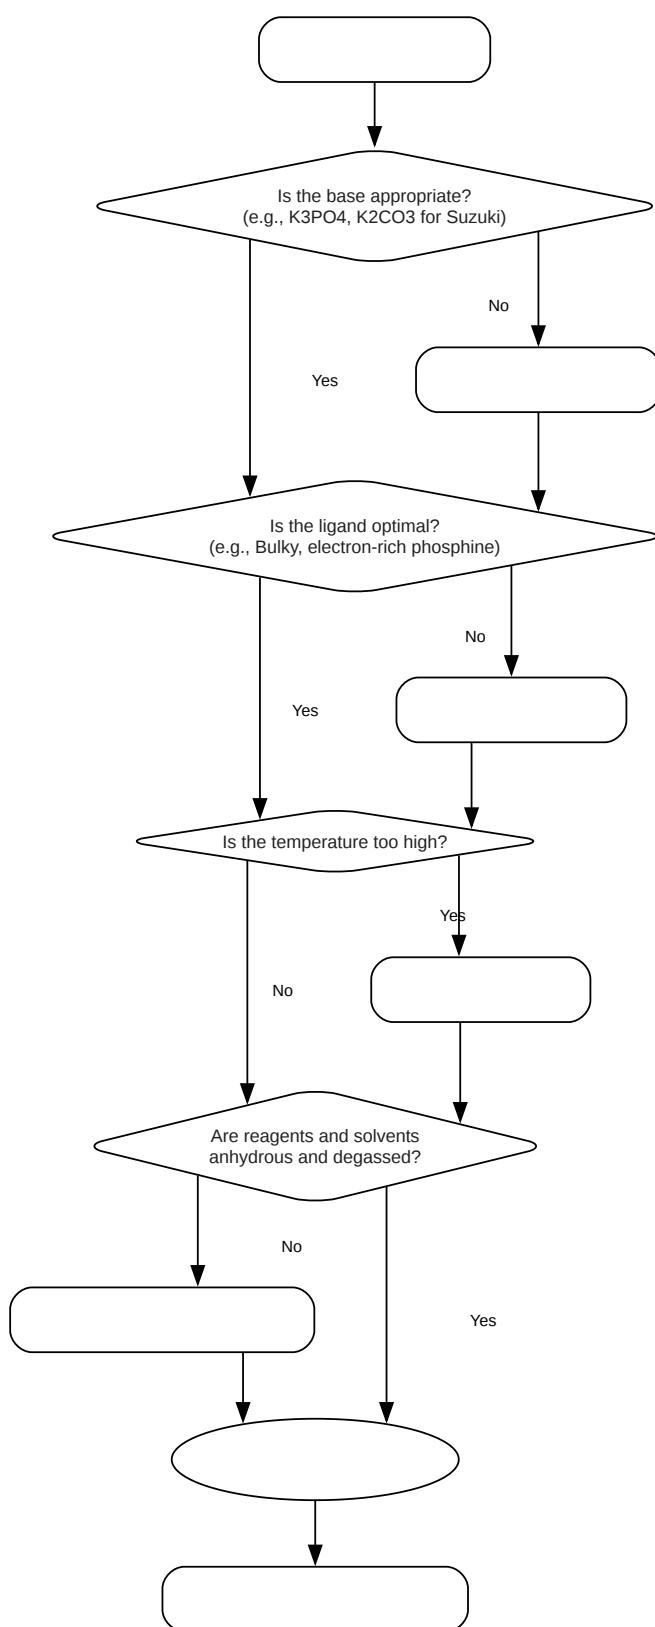 Is the base appropriate?
(e.g., K3PO4, K2CO3 for Suzuki)
No
Yes
Is the ligand optimal?
(e.g., Bulky, electron-rich phosphine)
No
Yes
Is the temperature too high?
Yes
No
Are reagents and solvents
anhydrous and degassed?
No
Yes